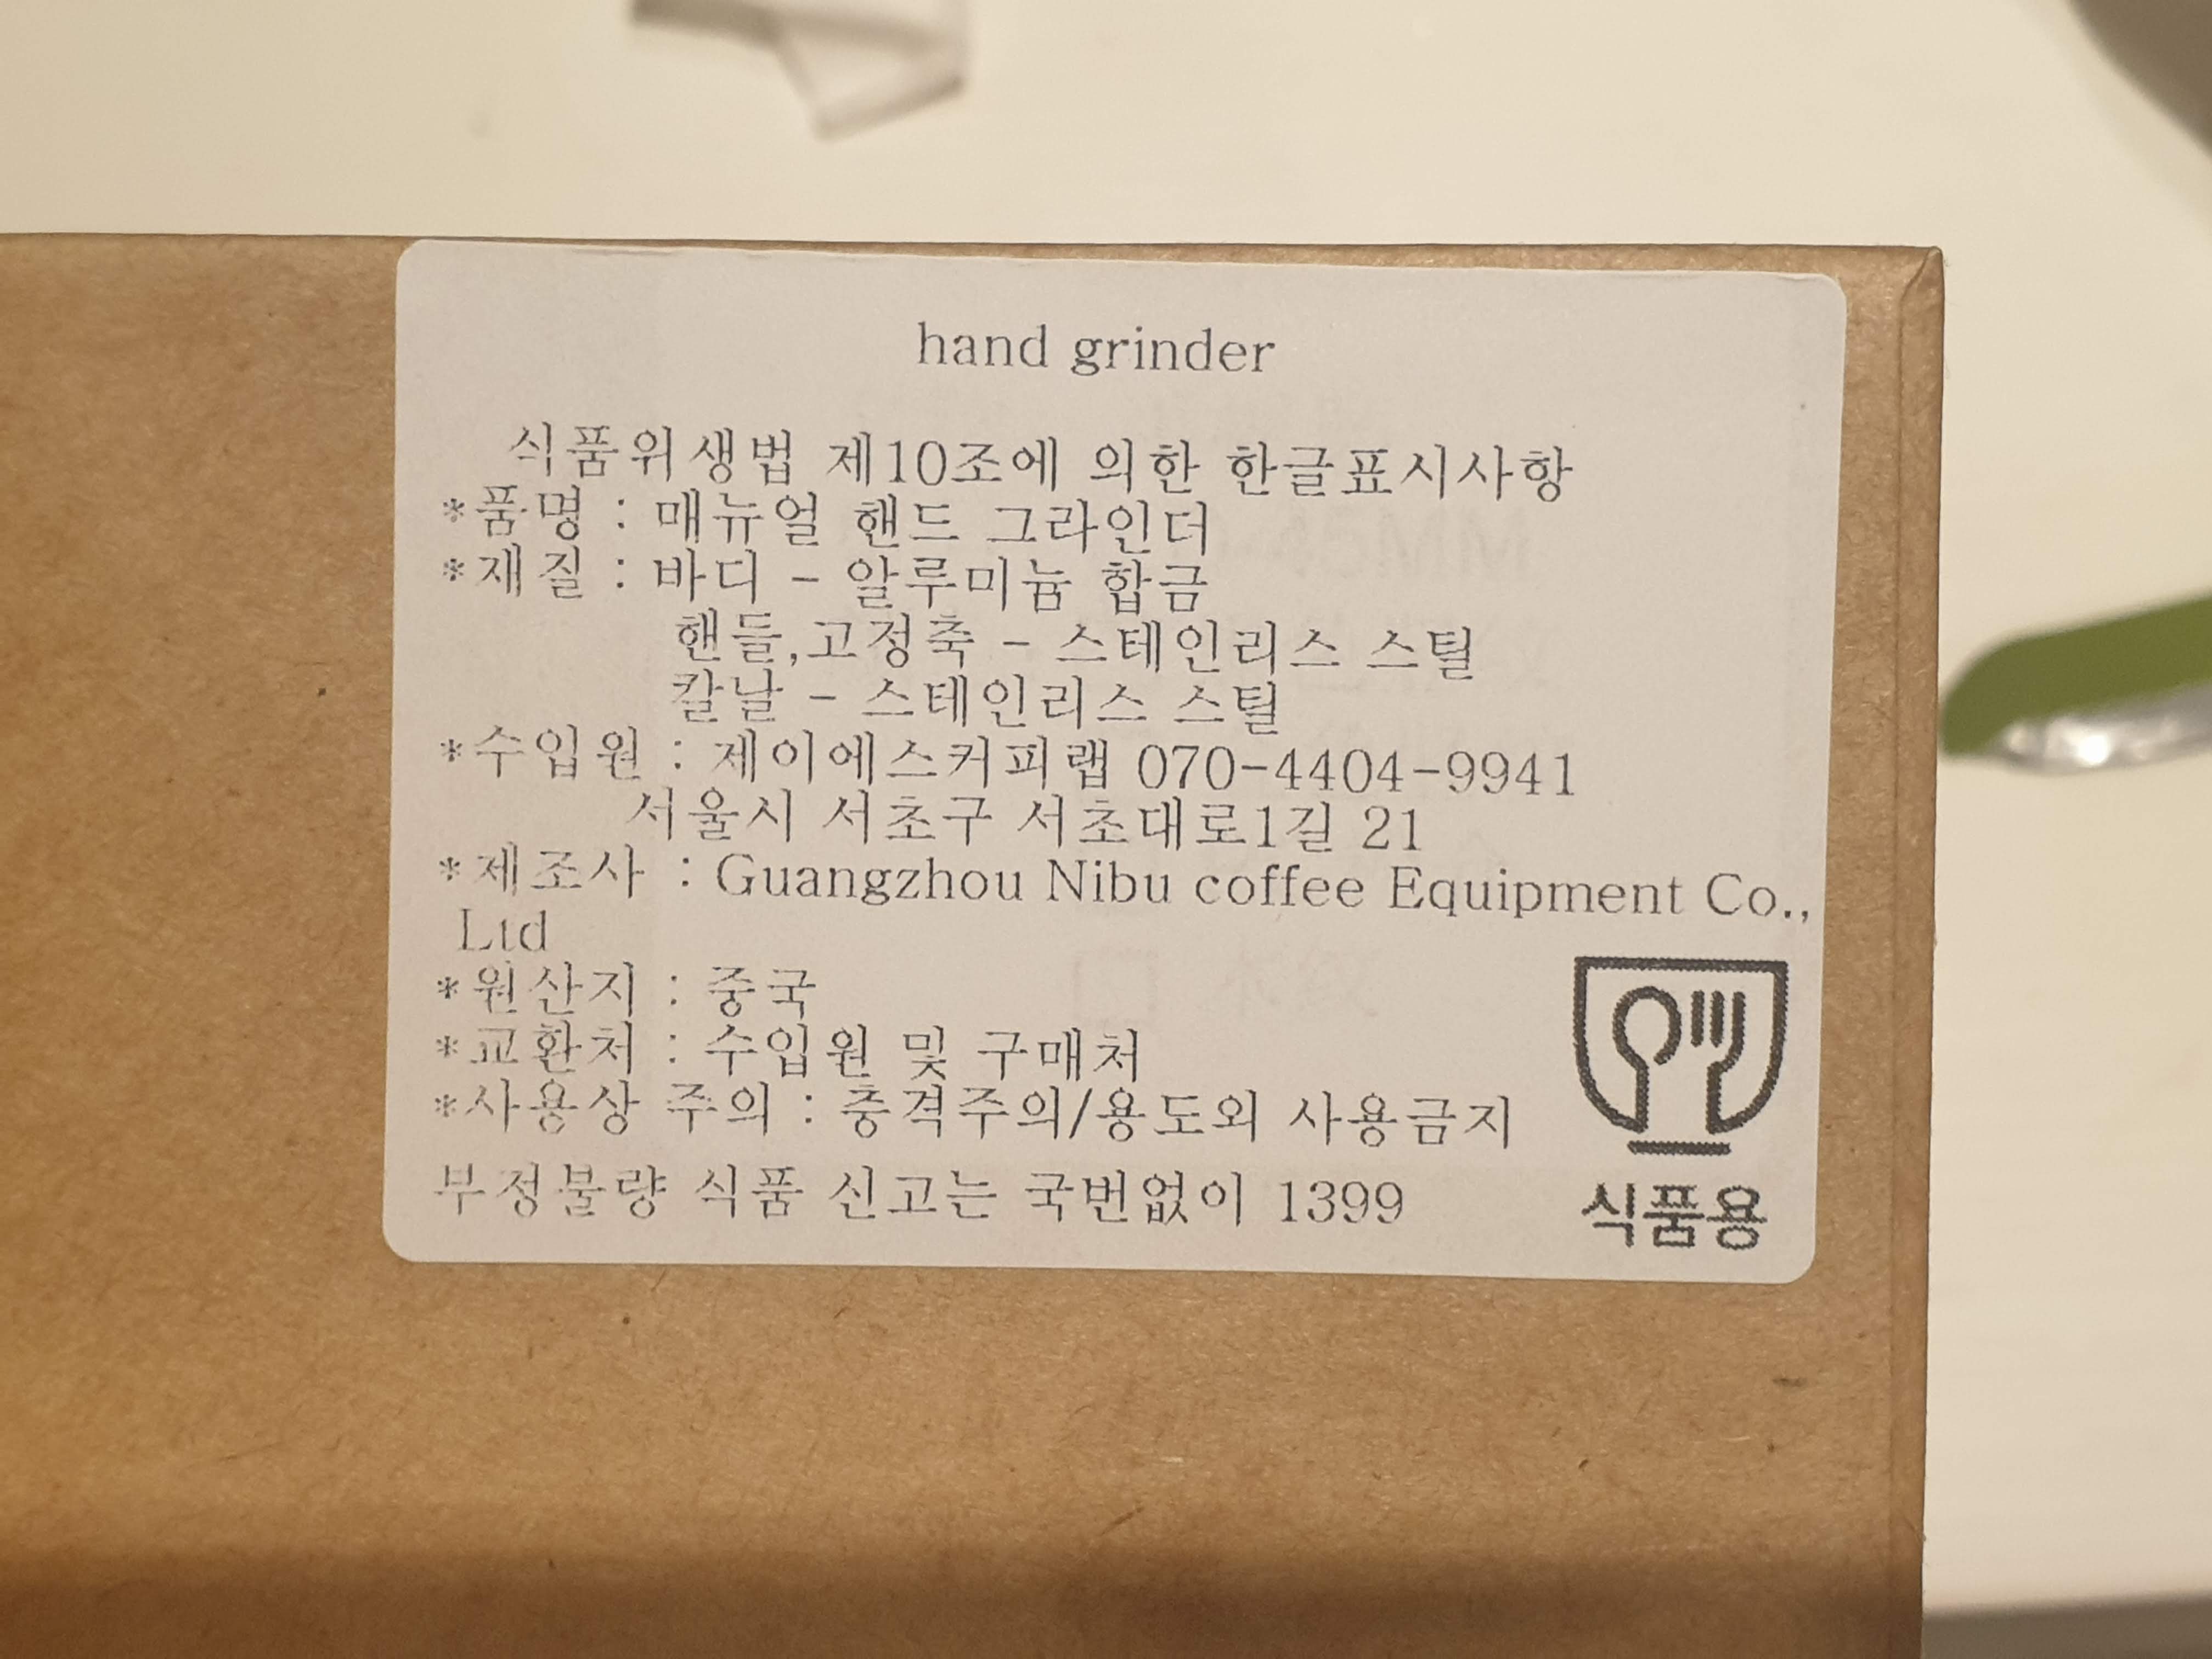 hand grinder
식품위생법 제10조에 의한 한글표시사항
*품명 : 매뉴얼 핸드 그라인더
*재질 : 바디 - 알루미늄 합금
핸들,고정축 - 스테인리스 스틸
칼날 - 스테인리스 스틸
*수입원 : 제이에스커피랩 070-4404-9941
서울시 서초구 서초대로1길 21
*제조사 : Guangzhou Nibu coffee Equipment Co.,
Ltd
*원산지 : 중국
*교환처 : 수입원 및 구매처
*사용상 주의 : 충격주의/용도외 사용금지
부정불량 식품 신고는 국번없이 1399
식품용